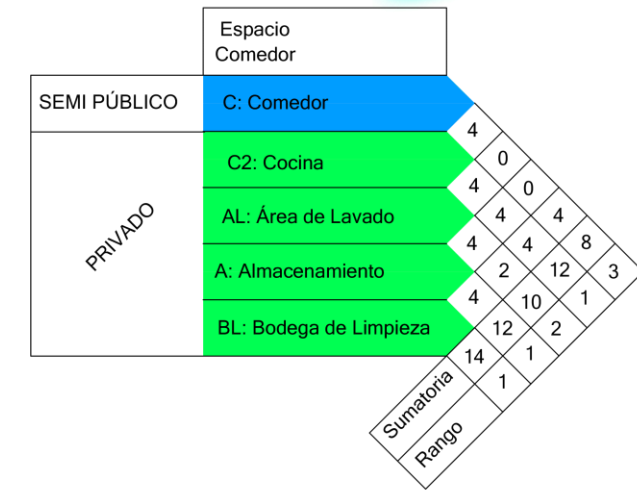 Espacio
Comedor
SEMI PÚBLICO
C: Comedor
PRIVADO
C2: Cocina
AL: Área de Lavado
A: Almacenamiento
BL: Bodega de Limpieza
4
0
4 0
4 4
4 4 8
2 12 3
4 10 1
12 2
14 1
1
Sumatoria
Rango